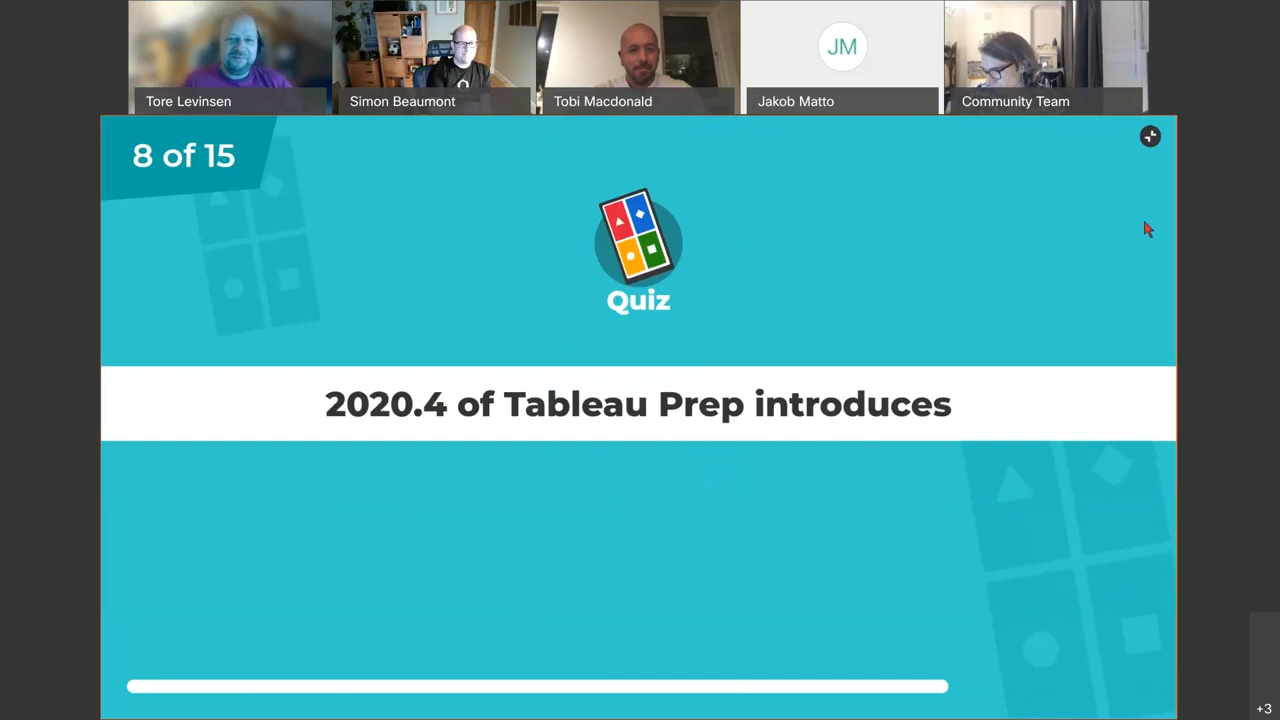 Tore Levinsen
Simon Beaumont
Tobi Macdonald
JM
Jakob Matto
Community Team
8 of 15
Quiz
2020.4 of Tableau Prep introduces
+3